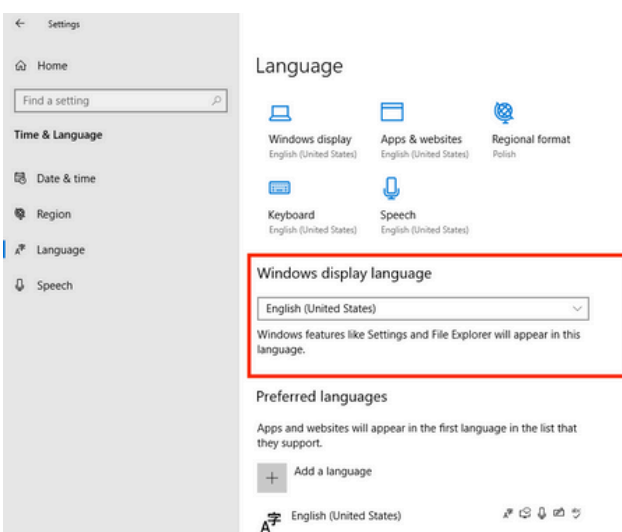 Settings
Home
Find a setting
Time & Language
Date & time
Region
Language
Speech
Language
Windows display
English (United States)
Apps & websites
English (United States)
Regional format
Polish
Keyboard
English (United States)
Speech
English (United States)
Windows display language
English (United States)
Windows features like Settings and File Explorer will appear in this
language.
Preferred languages
Apps and websites will appear in the first language in the list that
they support.
Add a language
English (United States)